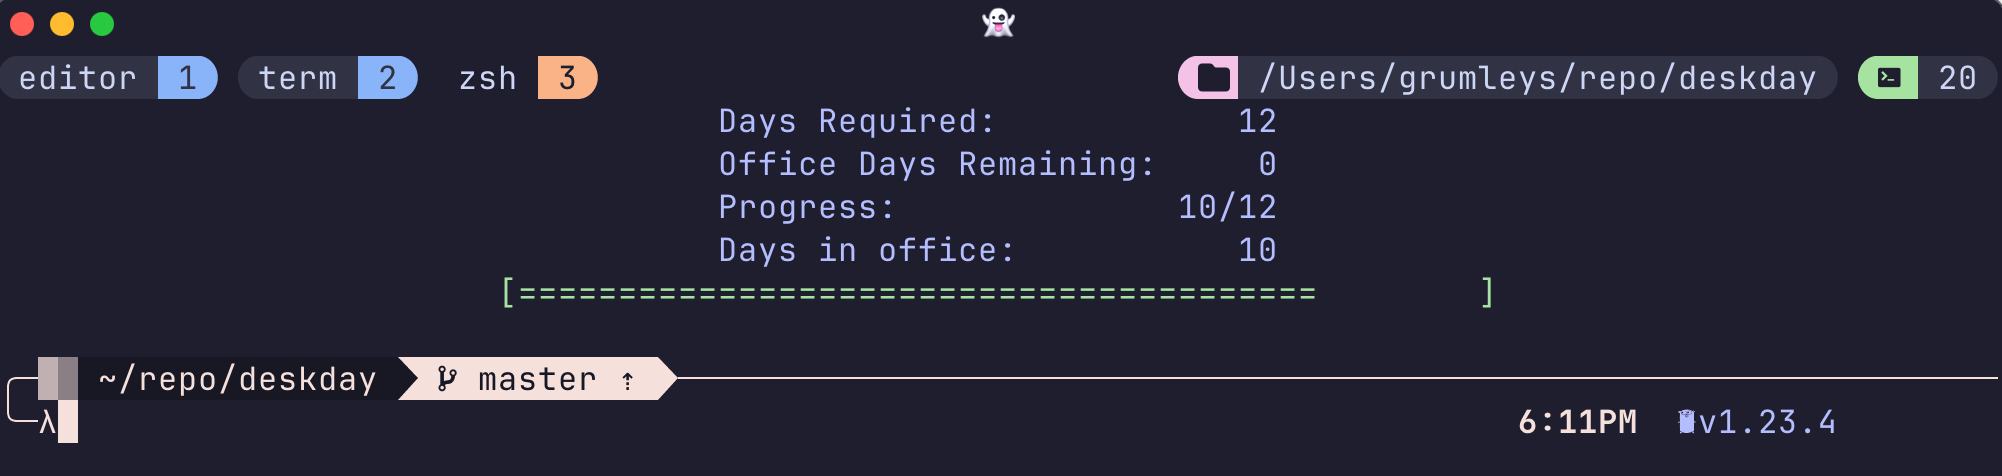 editor 1 term 2 zsh 3 /Users/grumleys/repo/deskday 20
Days Required: 12
Office Days Remaining: 0
Progress: 10/12
Days in office: 10
[======================================== ]
~/repo/deskday master ⇡
λ 6:11PM v1.23.4